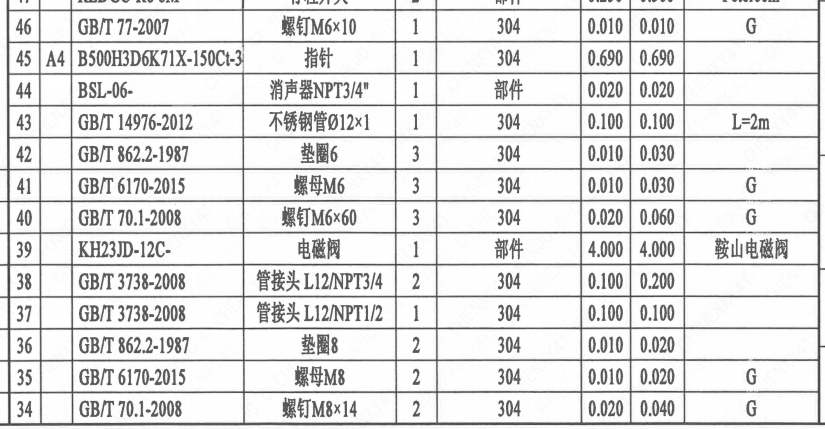 46 GB/T 77-2007 螺钉M6×10 1 304 0.010 0.010 G
45 A4 B500H3D6K71X-150Ct-3 指针 1 304 0.690 0.690
44 BSL-06- 消声器NPT3/4" 1 部件 0.020 0.020
43 GB/T 14976-2012 不锈钢管Ø12×1 1 304 0.100 0.100 L=2m
42 GB/T 862.2-1987 垫圈6 3 304 0.010 0.030
41 GB/T 6170-2015 螺母M6 3 304 0.010 0.030 G
40 GB/T 70.1-2008 螺钉M6×60 3 304 0.020 0.060 G
39 KH23JD-12C- 电磁阀 1 部件 4.000 4.000 鞍山电磁阀
38 GB/T 3738-2008 管接头 L12/NPT3/4 2 304 0.100 0.200
37 GB/T 3738-2008 管接头 L12/NPT1/2 1 304 0.100 0.100
36 GB/T 862.2-1987 垫圈8 2 304 0.010 0.020
35 GB/T 6170-2015 螺母M8 2 304 0.010 0.020 G
34 GB/T 70.1-2008 螺钉M8×14 2 304 0.020 0.040 G